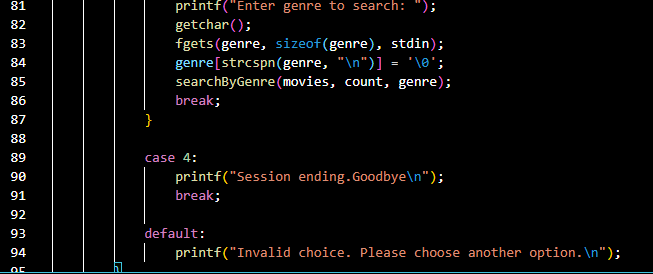 81 printf("Enter genre to search: ");
82 getchar();
83 fgets(genre, sizeof(genre), stdin);
84 genre[strcspn(genre, "\n")] = '\0';
85 searchByGenre(movies, count, genre);
86 break;
87 }
88
89 case 4:
90 printf("Session ending.Goodbye\n");
91 break;
92
93 default:
94 printf("Invalid choice. Please choose another option.\n");
95 }